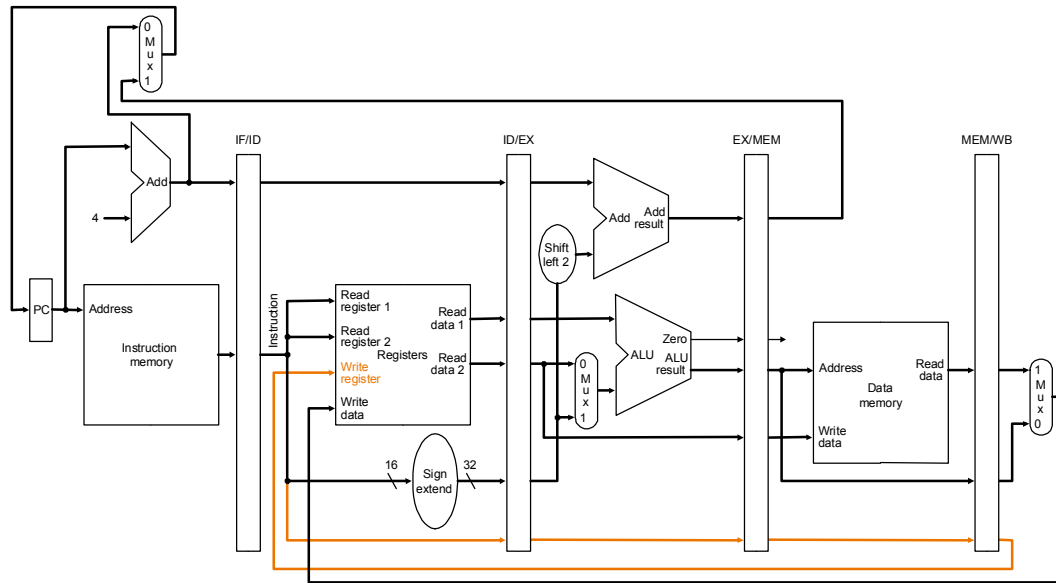 0
M
u
x
1
IF/ID
ID/EX
EX/MEM
MEM/WB
Add
4
Add
Add
result
Shift
left 2
PC
Address
Instruction
memory
Instruction
Read
register 1
Read
register 2
Write
register
Write
data
Registers
Read
data 1
Read
data 2
0
M
u
x
1
ALU
Zero
ALU
result
Address
Write
data
Data
memory
Read
data
1
M
u
x
0
16
Sign
extend
32